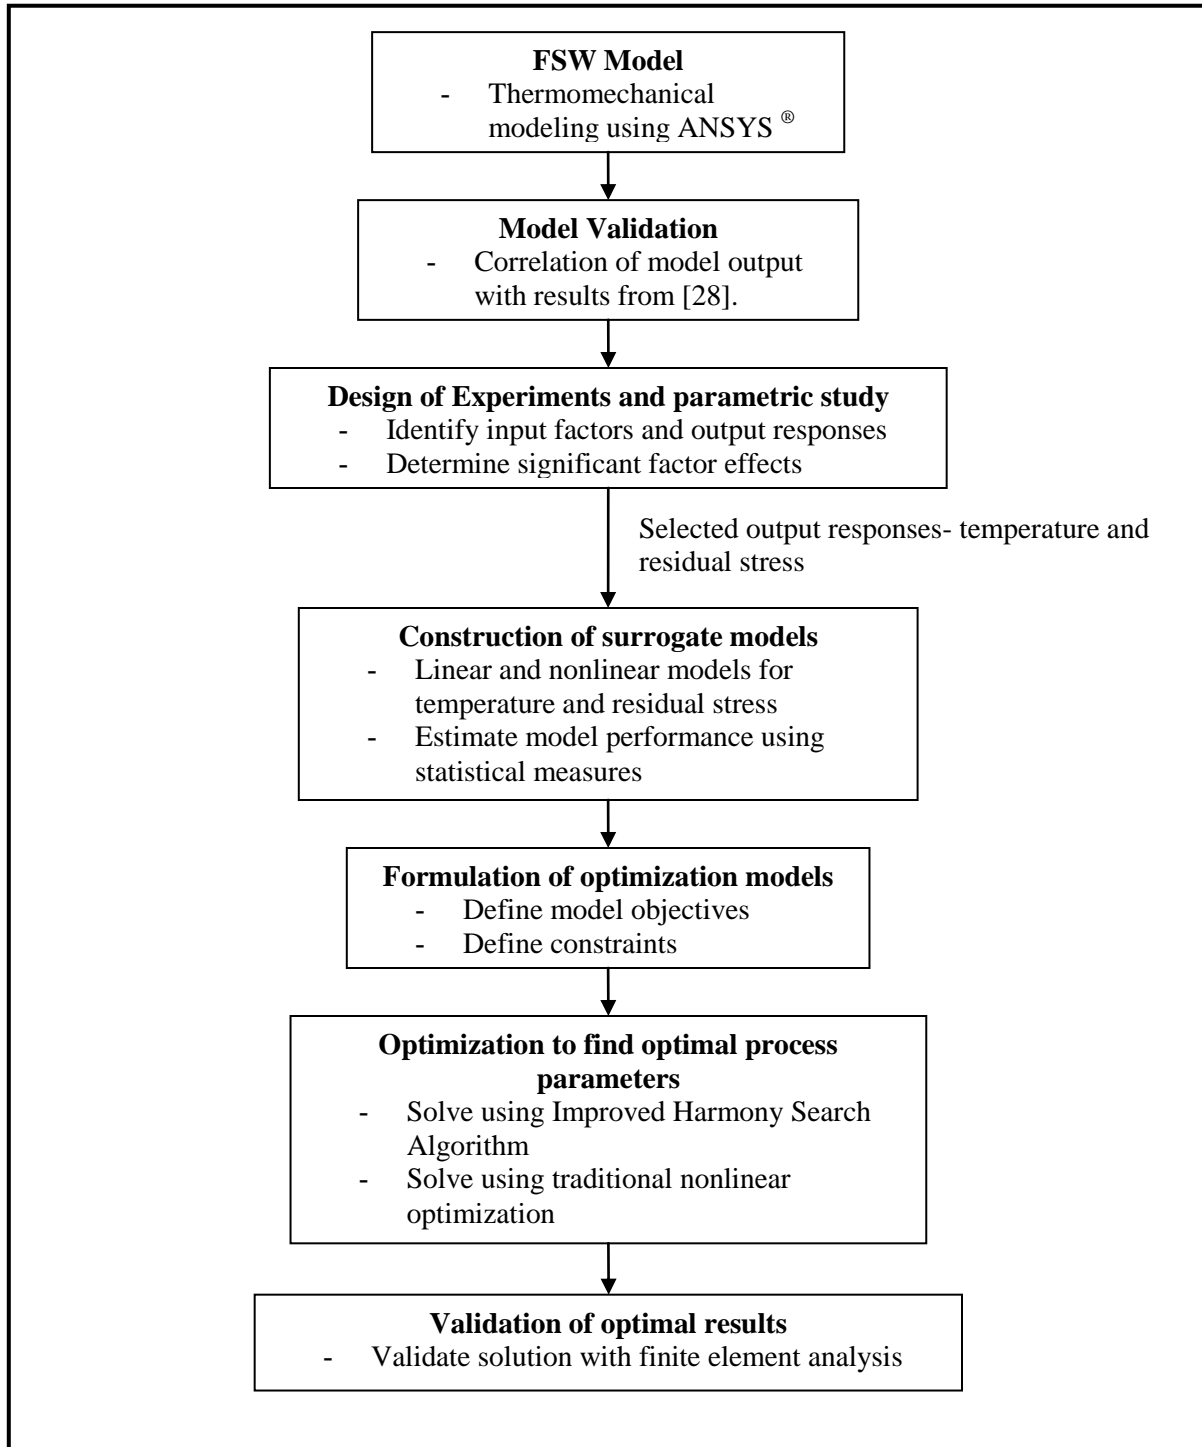 FSW Model
- Thermomechanical
modeling using ANSYS ®
Model Validation
- Correlation of model output
with results from [28].
Design of Experiments and parametric study
- Identify input factors and output responses
- Determine significant factor effects
Selected output responses- temperature and
residual stress
Construction of surrogate models
- Linear and nonlinear models for
temperature and residual stress
- Estimate model performance using
statistical measures
Formulation of optimization models
- Define model objectives
- Define constraints
Optimization to find optimal process
parameters
- Solve using Improved Harmony Search
Algorithm
- Solve using traditional nonlinear
optimization
Validation of optimal results
- Validate solution with finite element analysis